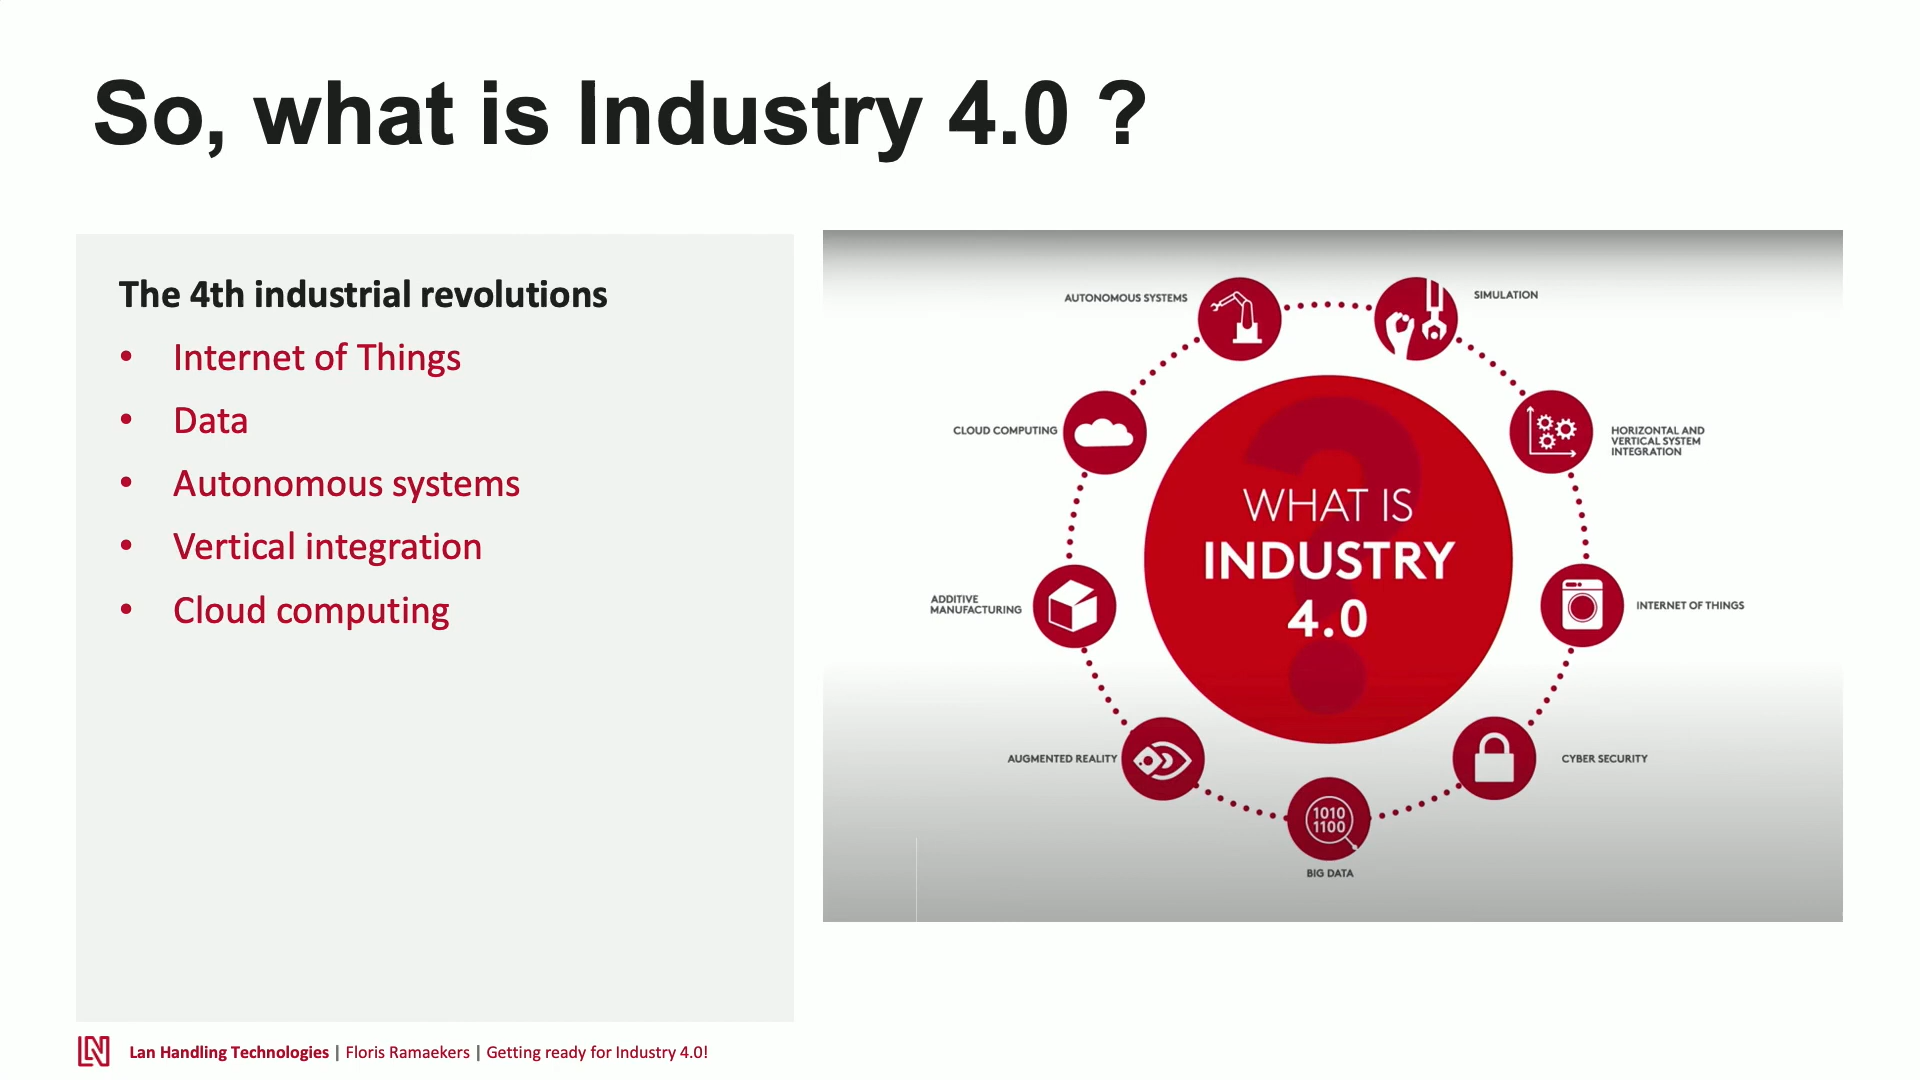 So, what is Industry 4.0 ?
The 4th industrial revolutions
• Internet of Things
• Data
• Autonomous systems
• Vertical integration
• Cloud computing
AUTONOMOUS SYSTEMS
SIMULATION
CLOUD COMPUTING
HORIZONTAL AND
VERTICAL SYSTEM
INTEGRATION
WHAT IS
INDUSTRY
4.0
ADDITIVE
MANUFACTURING
INTERNET OF THINGS
AUGMENTED REALITY
CYBER SECURITY
1010
1100
BIG DATA
LN Lan Handling Technologies | Floris Ramaekers | Getting ready for Industry 4.0!